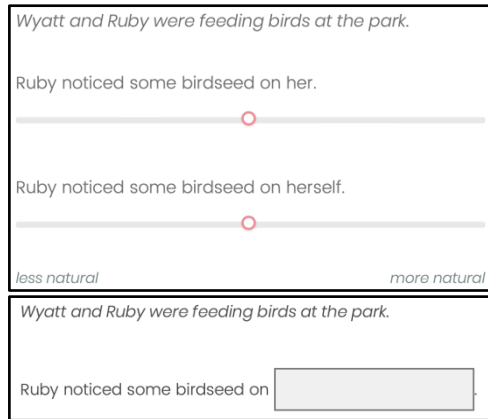 Wyatt and Ruby were feeding birds at the park.
Ruby noticed some birdseed on her.
Ruby noticed some birdseed on herself.
less natural more natural
Wyatt and Ruby were feeding birds at the park.
Ruby noticed some birdseed on .